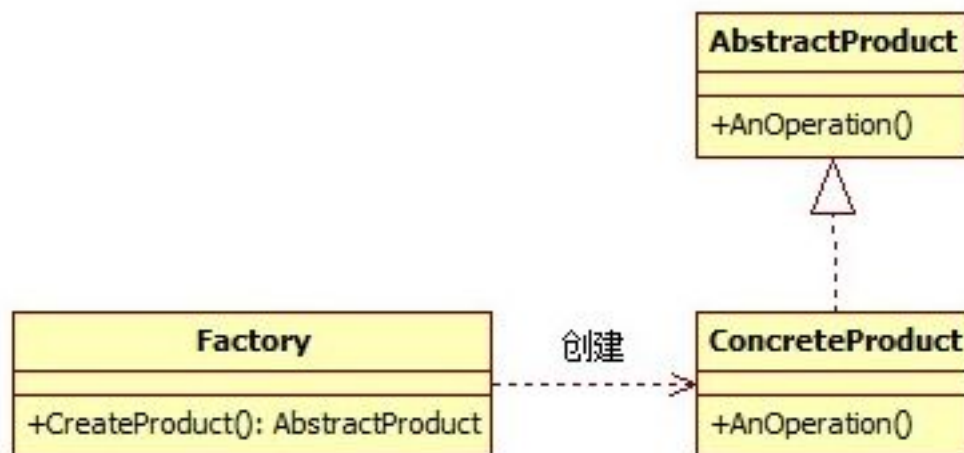 AbstractProduct
+AnOperation()
Factory
+CreateProduct(): AbstractProduct
创建
ConcreteProduct
+AnOperation()